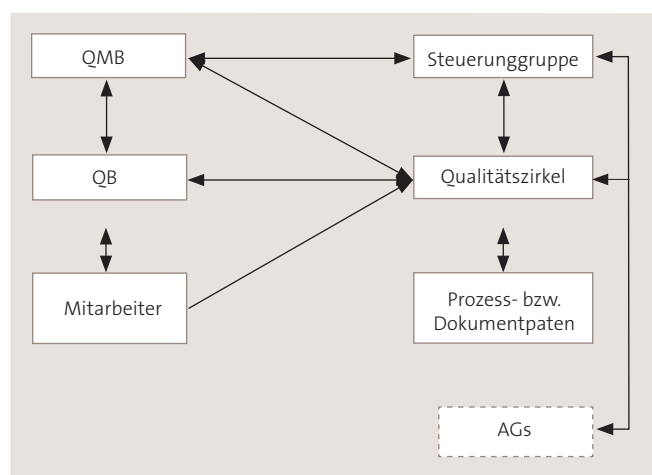 QMB
Steuerunggruppe
QB
Qualitätszirkel
Mitarbeiter
Prozess- bzw.
Dokumentpaten
AGs